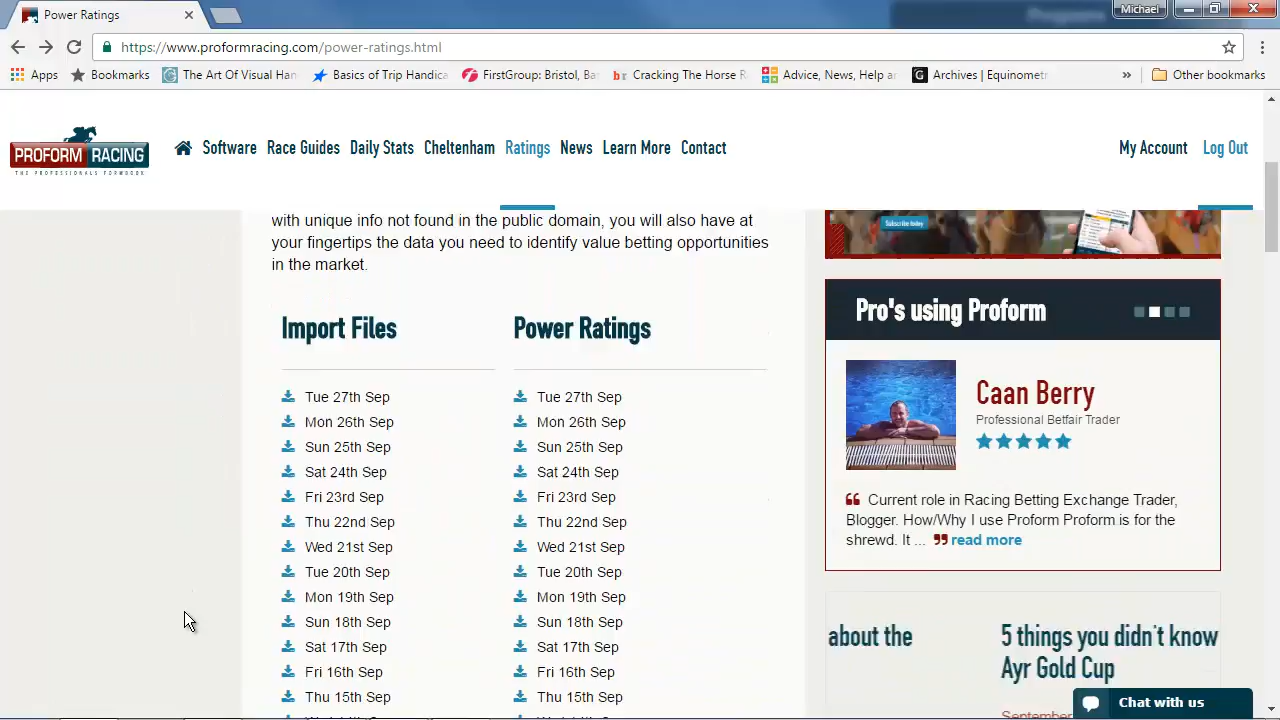 Power Ratings
Michael
https://www.proformracing.com/power-ratings.html
Apps
Bookmarks
The Art Of Visual Han
Basics of Trip Handica
FirstGroup: Bristol, Ba
Cracking The Horse R
Advice, News, Help a
Archives | Equinometr
»
Other bookmarks
PROFORM RACING
THE PROFESSIONALS FORMBOOK
Software
Race Guides
Daily Stats
Cheltenham
Ratings
News
Learn More
Contact
My Account
Log Out
with unique info not found in the public domain, you will also have at
your fingertips the data you need to identify value betting opportunities
in the market.
Subscribe today
Import Files
Power Ratings
Tue 27th Sep
Tue 27th Sep
Mon 26th Sep
Mon 26th Sep
Sun 25th Sep
Sun 25th Sep
Sat 24th Sep
Sat 24th Sep
Fri 23rd Sep
Fri 23rd Sep
Thu 22nd Sep
Thu 22nd Sep
Wed 21st Sep
Wed 21st Sep
Tue 20th Sep
Tue 20th Sep
Mon 19th Sep
Mon 19th Sep
Sun 18th Sep
Sun 18th Sep
Sat 17th Sep
Sat 17th Sep
Fri 16th Sep
Fri 16th Sep
Thu 15th Sep
Thu 15th Sep
Pro's using Proform
Caan Berry
Professional Betfair Trader
Current role in Racing Betting Exchange Trader,
Blogger. How/Why I use Proform Proform is for the
shrewd. It ... read more
about the
5 things you didn't know
Ayr Gold Cup
September
Chat with us